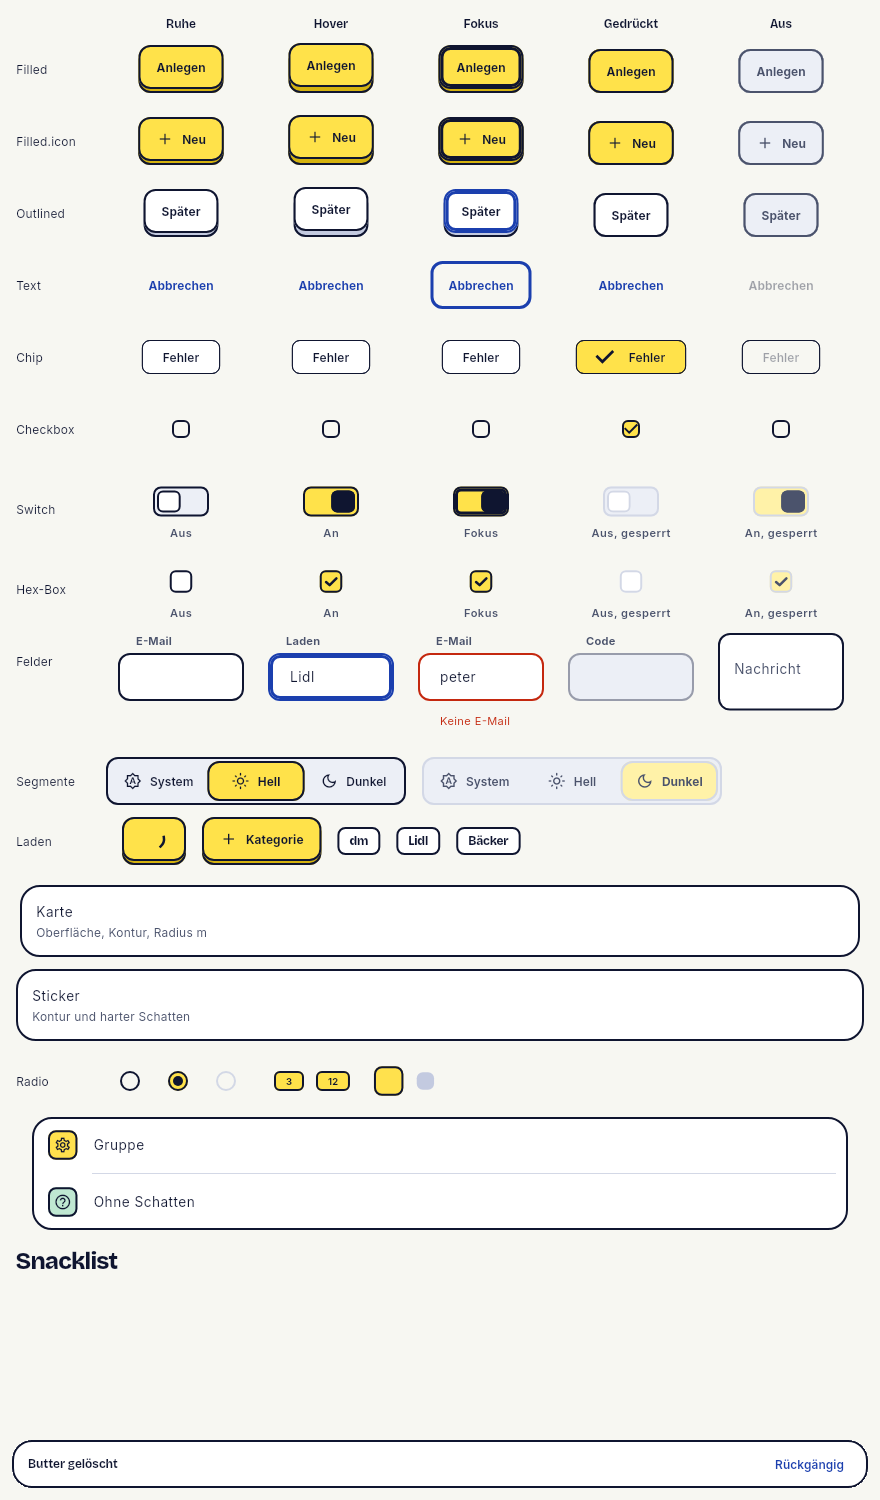 Ruhe Hover Fokus Gedrückt Aus
Filled Anlegen Anlegen Anlegen Anlegen Anlegen
Filled.icon Neu Neu Neu Neu Neu
Outlined Später Später Später Später Später
Text Abbrechen Abbrechen Abbrechen Abbrechen Abbrechen
Chip Fehler Fehler Fehler Fehler Fehler
Checkbox
Switch
Aus An Fokus Aus, gesperrt An, gesperrt
Hex-Box
Aus An Fokus Aus, gesperrt An, gesperrt
E-Mail Laden E-Mail Code
Felder Lidl peter Nachricht
Keine E-Mail
Segmente A System Hell Dunkel A System Hell Dunkel
Laden + Kategorie dm Lidl Bäcker
Karte
Oberfläche, Kontur, Radius m
Sticker
Kontur und harter Schatten
Radio 3 12
Gruppe
Ohne Schatten
Snacklist
Butter gelöscht Rückgängig